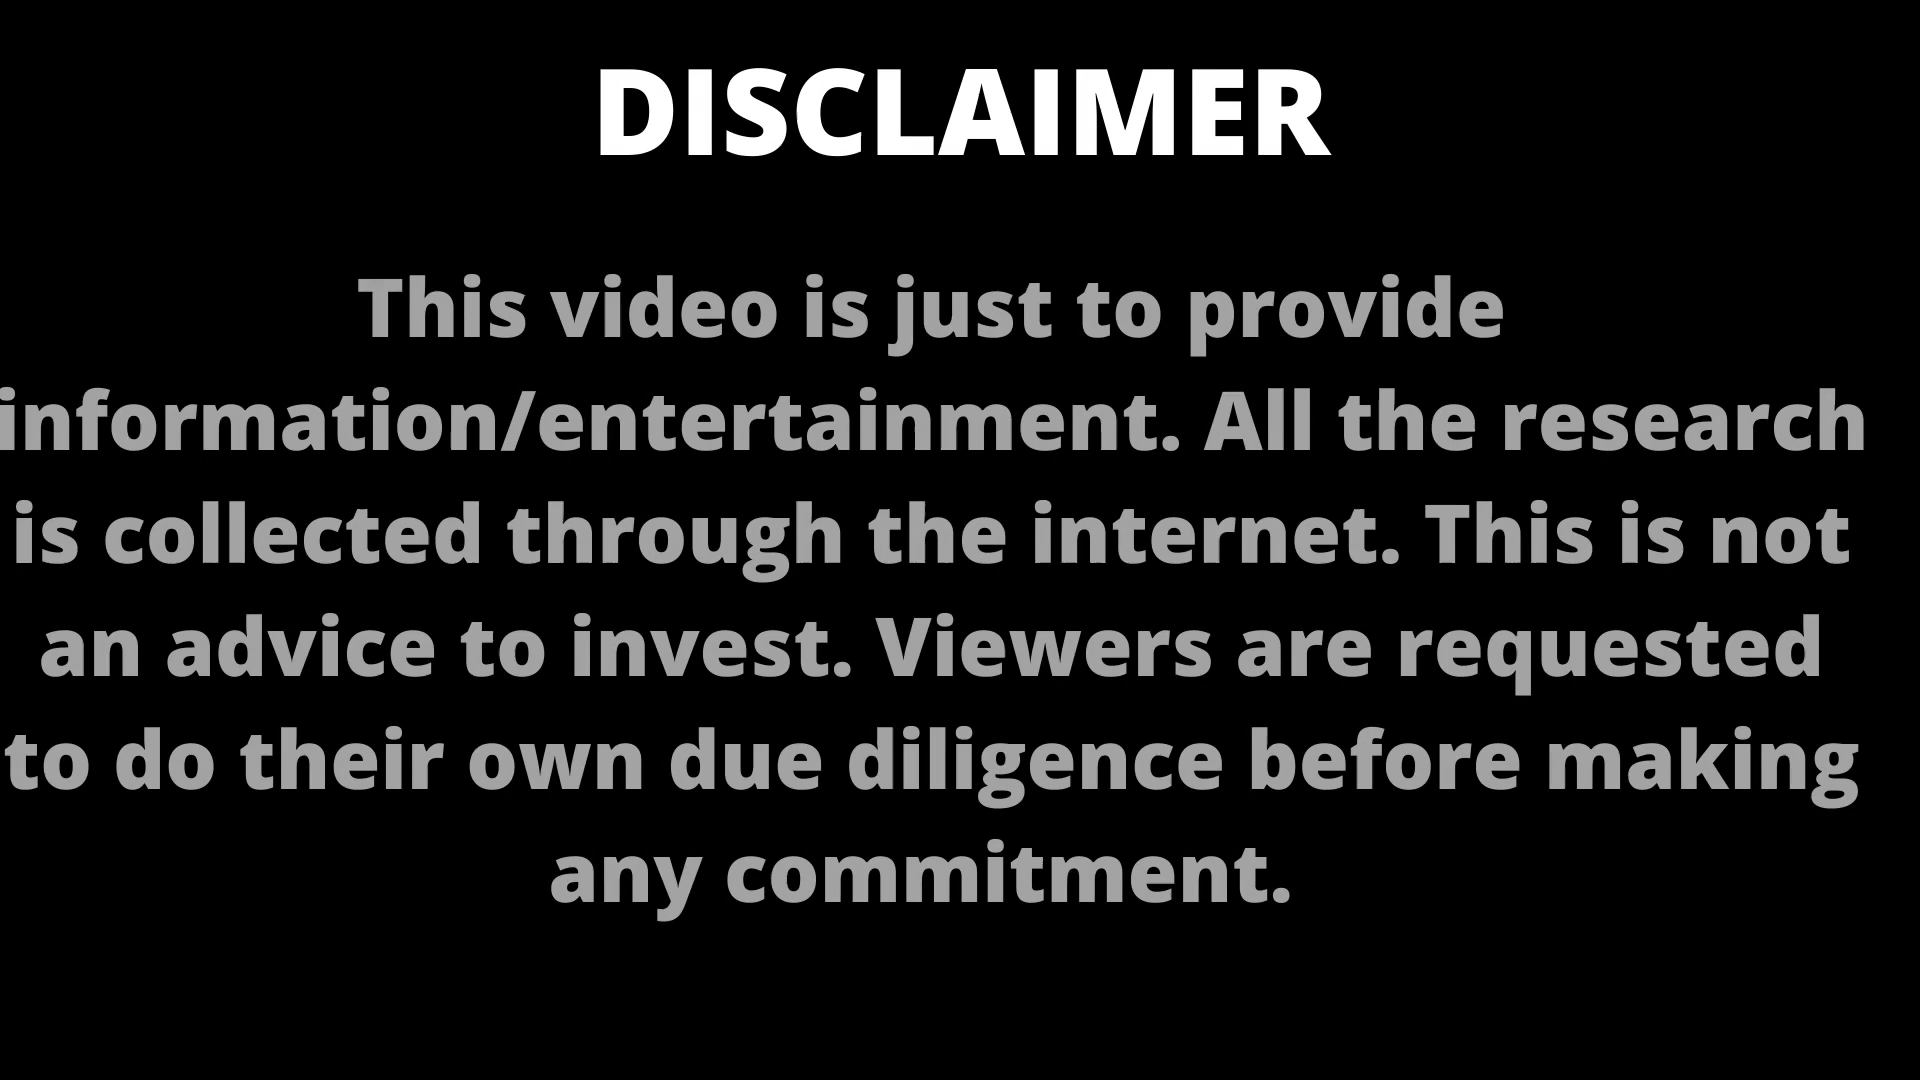 DISCLAIMER
This video is just to provide
information/entertainment. All the research
is collected through the internet. This is not
an advice to invest. Viewers are requested
to do their own due diligence before making
any commitment.